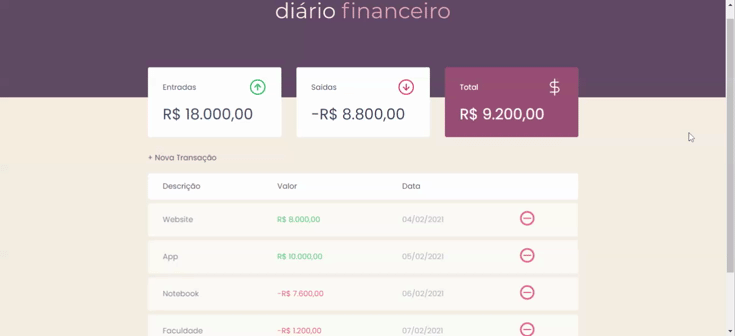 diário financeiro
Entradas
R$ 18.000,00
Saídas
-R$ 8.800,00
Total
$
R$ 9.200,00
+ Nova Transação
Descrição Valor Data
Website R$ 8.000,00 04/02/2021
App R$ 10.000,00 05/02/2021
Notebook -R$ 7.600,00 06/02/2021
Faculdade -R$ 1.200,00 07/02/2021